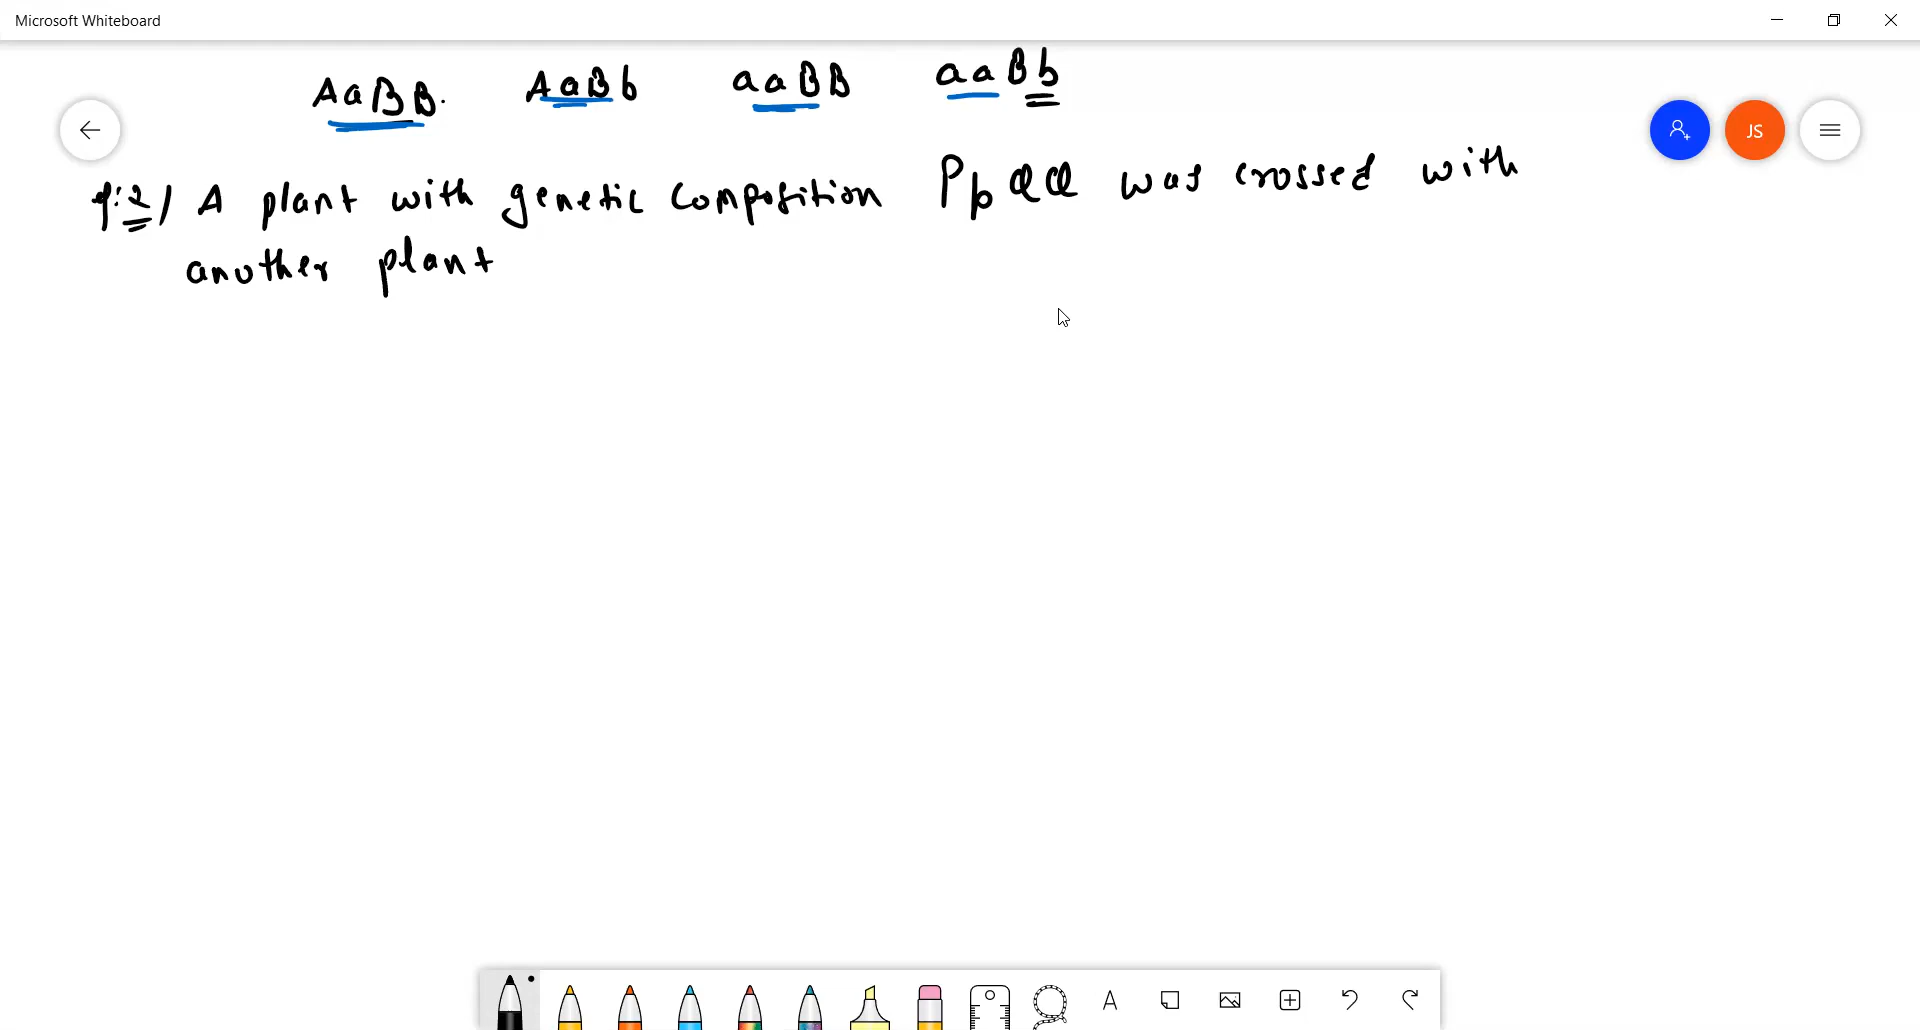 Microsoft Whiteboard
AaBB. AaBb aaBB aaBb
JS
q:2) A plant with genetic composition PpQQ was crossed with
another plant